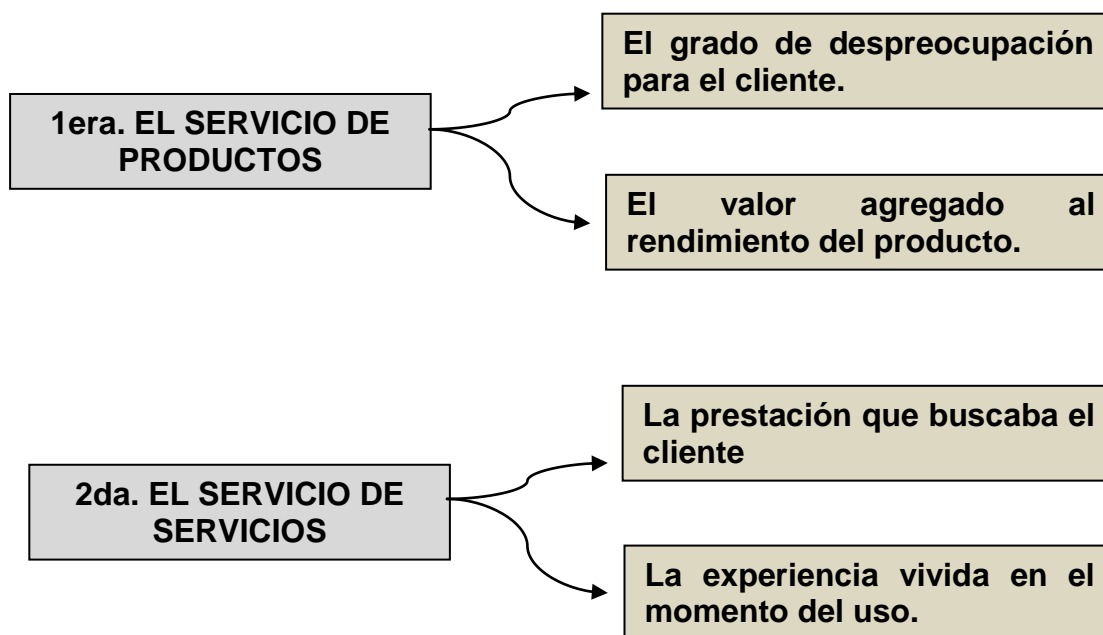 El grado de despreocupación
para el cliente.
1era. EL SERVICIO DE
PRODUCTOS
El valor agregado al
rendimiento del producto.
La prestación que buscaba el
cliente
2da. EL SERVICIO DE
SERVICIOS
La experiencia vivida en el
momento del uso.